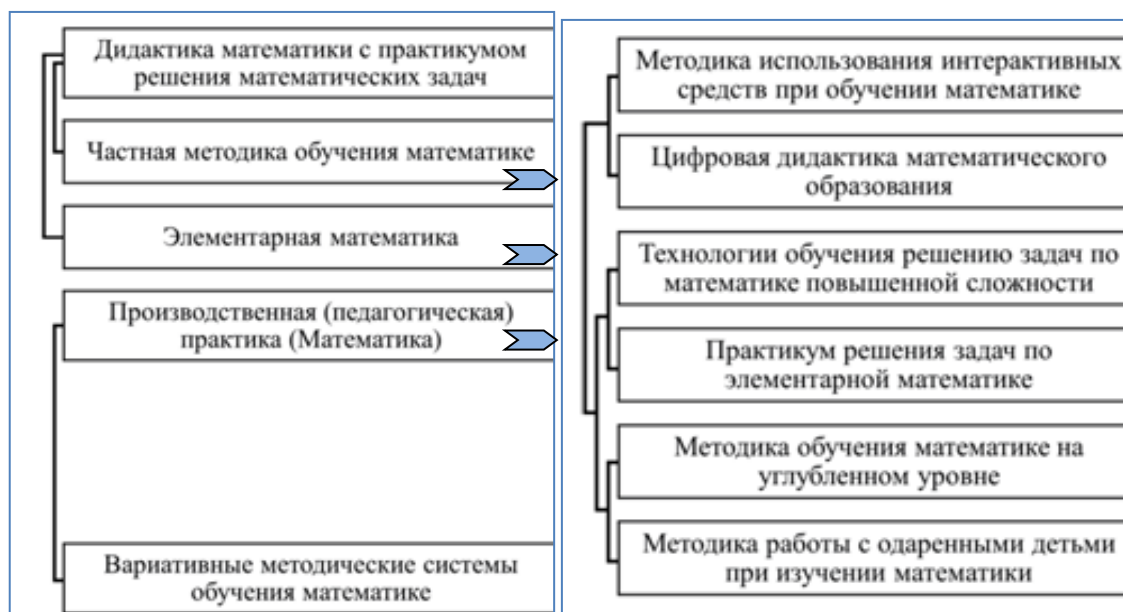 Дидактика математики с практикумом
решения математических задач
Частная методика обучения математике
Элементарная математика
Производственная (педагогическая)
практика (Математика)
Вариативные методические системы
обучения математике
Методика использования интерактивных
средств при обучении математике
Цифровая дидактика математического
образования
Технологии обучения решению задач по
математике повышенной сложности
Практикум решения задач по
элементарной математике
Методика обучения математике на
углубленном уровне
Методика работы с одаренными детьми
при изучении математики